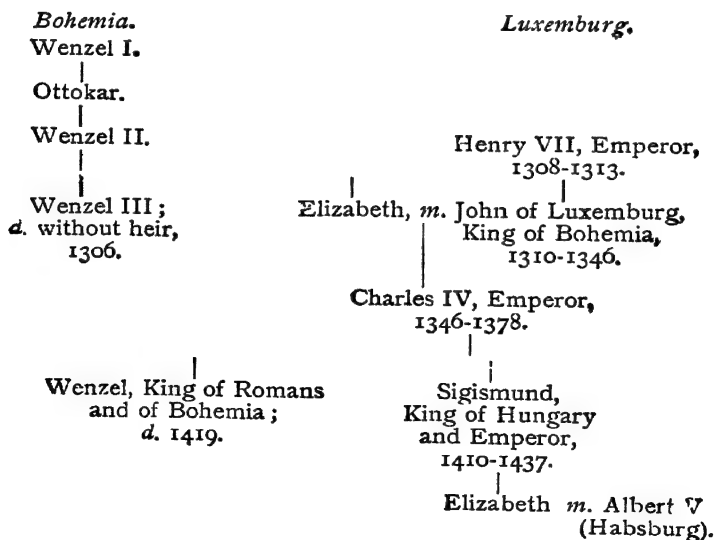 Bohemia.
Luxemburg.
Wenzel I.
Ottokar.
Wenzel II.
Henry VII, Emperor,
1308-1313.
Wenzel III;
d. without heir,
1306.
Elizabeth, m. John of Luxemburg,
King of Bohemia,
1310-1346.
Charles IV, Emperor,
1346-1378.
Wenzel, King of Romans
and of Bohemia;
d. 1419.
Sigismund,
King of Hungary
and Emperor,
1410-1437.
Elizabeth m. Albert V
(Habsburg).